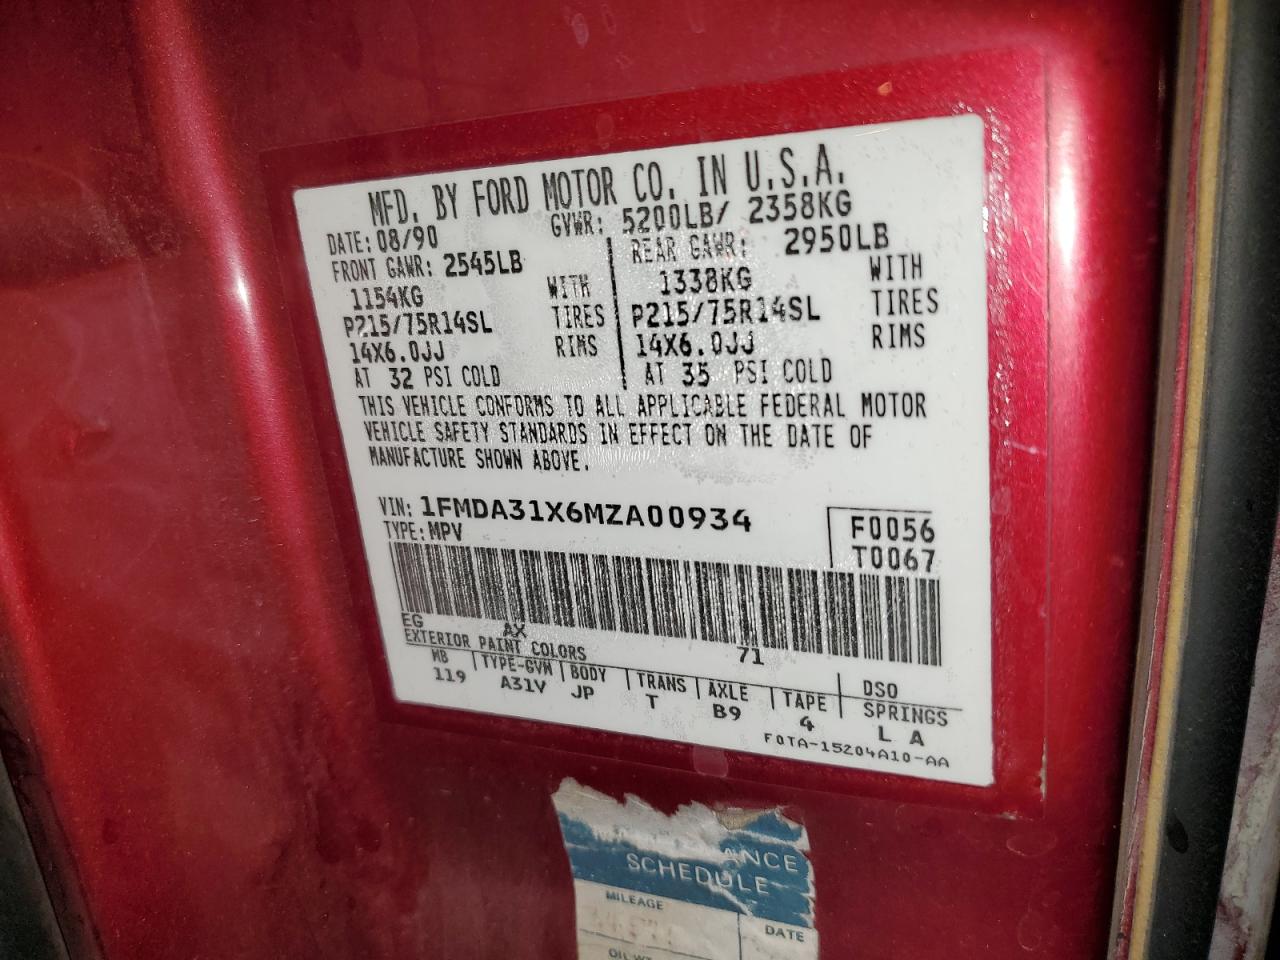 MFD. BY FORD MOTOR CO. IN U.S.A.
DATE: 08/90 GVWR: 5200LB/ 2358KG
FRONT GAWR: 2545LB REAR GAWR: 2950LB
1154KG WITH 1338KG WITH
P215/75R14SL TIRES P215/75R14SL TIRES
14X6.0JJ RIMS 14X6.0JJ RIMS
AT 32 PSI COLD AT 35 PSI COLD
THIS VEHICLE CONFORMS TO ALL APPLICABLE FEDERAL MOTOR
VEHICLE SAFETY STANDARDS IN EFFECT ON THE DATE OF
MANUFACTURE SHOWN ABOVE.
VIN: 1FMDA31X6MZA00934 F0056
TYPE: MPV T0067
EG AX 71
EXTERIOR PAINT COLORS DSO
WB TYPE-GVW BODY TRANS AXLE TAPE SPRINGS
119 A31V JP T B9 4 L A
F0TA-15204A10-AA
ANCE
SCHEDULE
MILEAGE
DATE